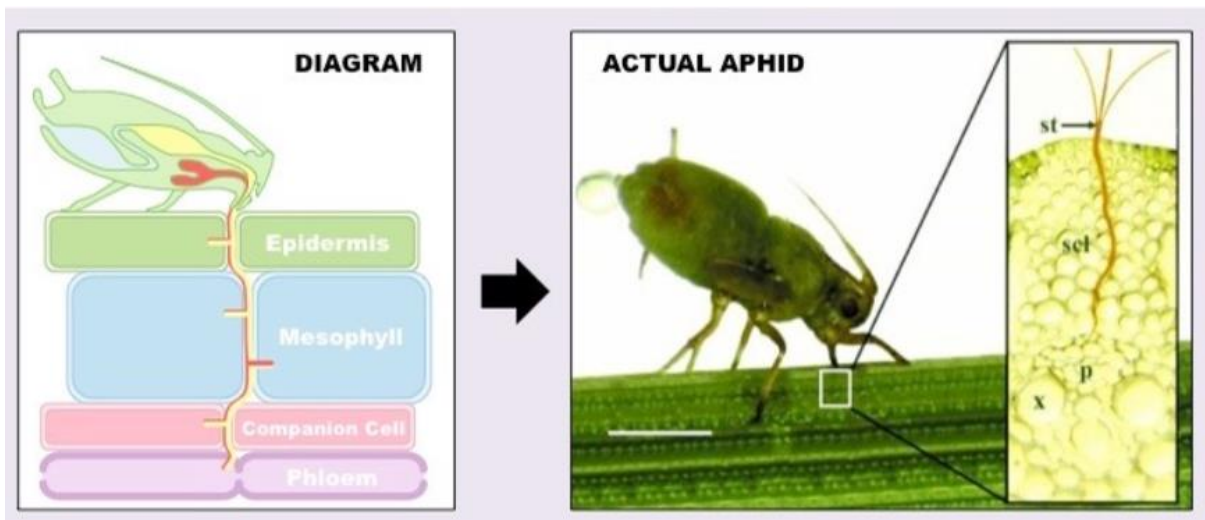 DIAGRAM
Epidermis
Mesophyll
Companion Cell
Phloem
ACTUAL APHID
st
scl
p
x